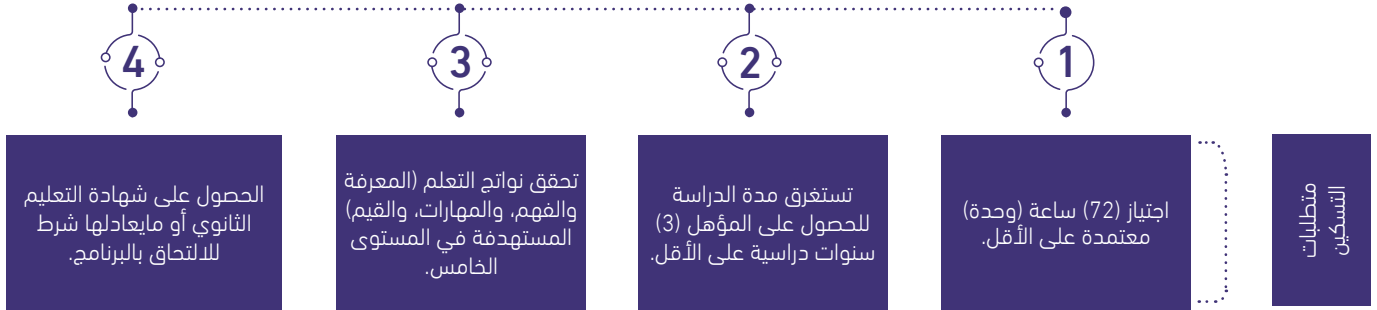 متطلبات
التسكين
1
اجتياز (72) ساعة (وحدة)
معتمدة على الأقل.
2
تستغرق مدة الدراسة
للحصول على المؤهل (3)
سنوات دراسية على الأقل.
3
تحقق نواتج التعلم (المعرفة
والفهم، والمهارات، والقيم)
المستهدفة في المستوى
الخامس.
4
الحصول على شهادة التعليم
الثانوي أو مايعادلها شرط
للالتحاق بالبرنامج.